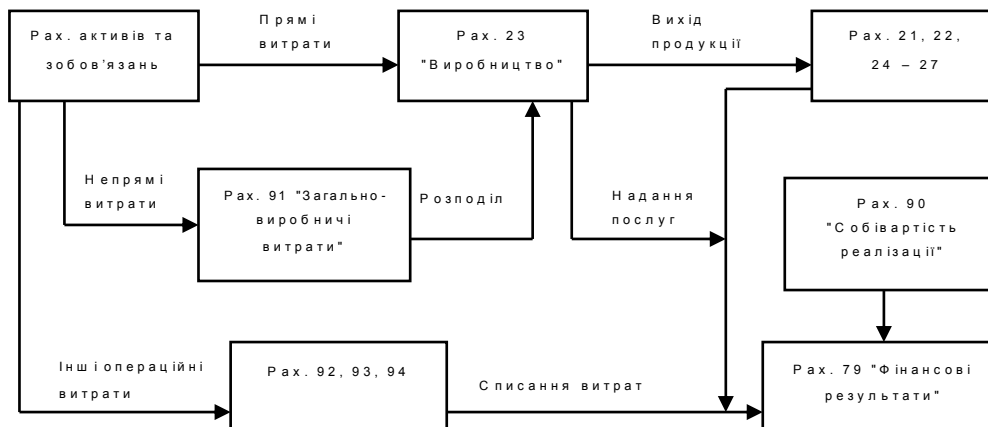 Рах. активів та
зобов’язань
Прямі
витрати
Рах. 23
"Виробництво"
Вихід
продукції
Рах. 21, 22,
24 – 27
Непрямі
витрати
Рах. 91 "Загально-
виробничі
витрати"
Розподіл
Надання
послуг
Рах. 90
"Собівартість
реалізації"
Інші операційні
витрати
Рах. 92, 93, 94
Списання витрат
Рах. 79 "Фінансові
результати"